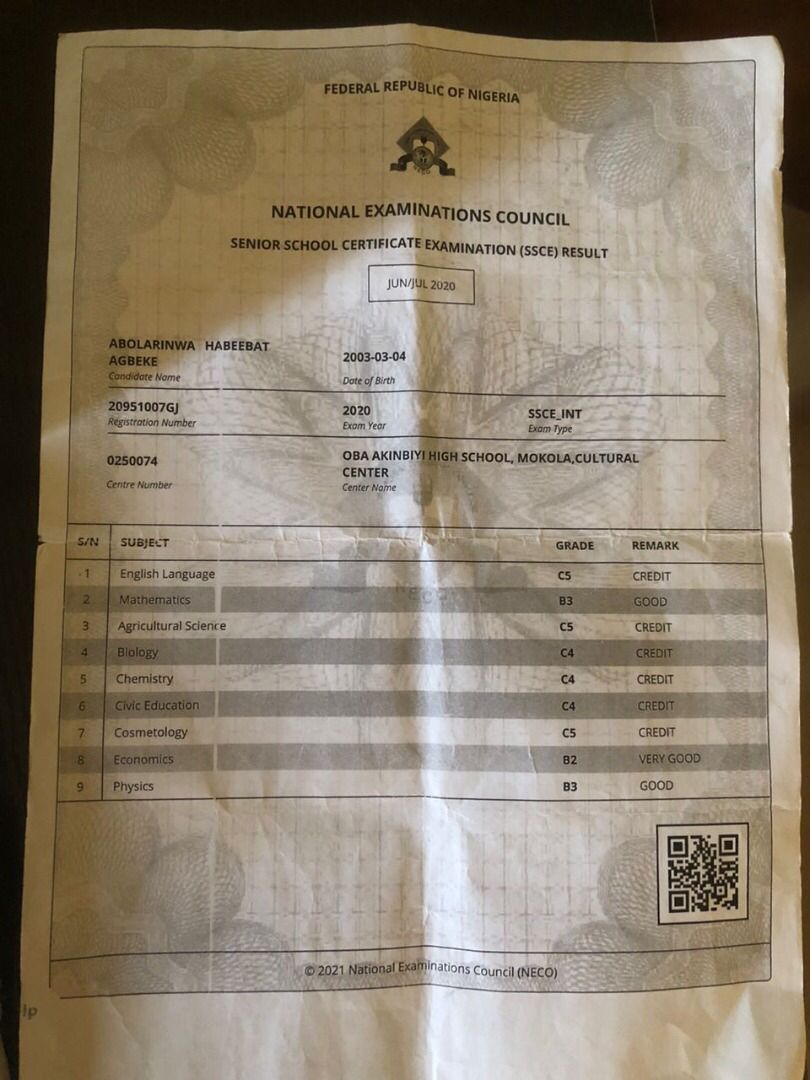 FEDERAL REPUBLIC OF NIGERIA
NECO
NATIONAL EXAMINATIONS COUNCIL
SENIOR SCHOOL CERTIFICATE EXAMINATION (SSCE) RESULT
JUN/JUL 2020
ABOLARINWA HABEEBAT
AGBEKE
Candidate Name
2003-03-04
Date of Birth
20951007GJ
Registration Number
2020
Exam Year
SSCE_INT
Exam Type
0250074
Centre Number
OBA AKINBIYI HIGH SCHOOL, MOKOLA,CULTURAL
CENTER
Center Name
S/N SUBJECT GRADE REMARK
1 English Language C5 CREDIT
NECO
2 Mathematics B3 GOOD
3 Agricultural Science C5 CREDIT
4 Biology C4 CREDIT
5 Chemistry C4 CREDIT
6 Civic Education C4 CREDIT
7 Cosmetology C5 CREDIT
8 Economics B2 VERY GOOD
9 Physics B3 GOOD
© 2021 National Examinations Council (NECO)
lp